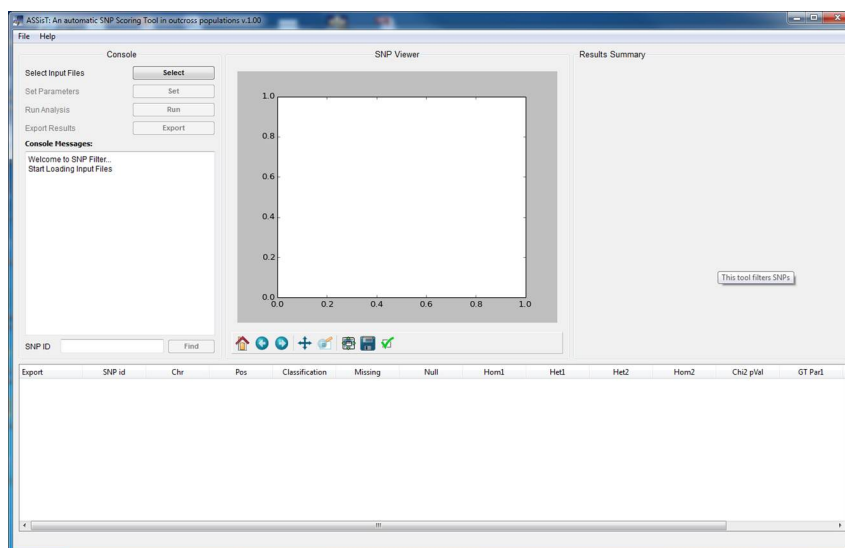 ASSisT: An automatic SNP Scoring Tool in outcross populations v.1.00
File Help
Console
Select Input Files Select
Set Parameters Set
Run Analysis Run
Export Results Export
Console Messages:
Welcome to SNP Filter...
Start Loading Input Files
SNP ID Find
SNP Viewer
1.0
0.8
0.6
0.4
0.2
0.0
0.0 0.2 0.4 0.6 0.8 1.0
Results Summary
This tool filters SNPs
Export SNP id Chr Pos Classification Missing Null Hom1 Het1 Het2 Hom2 Chi2 pVal GT Par1